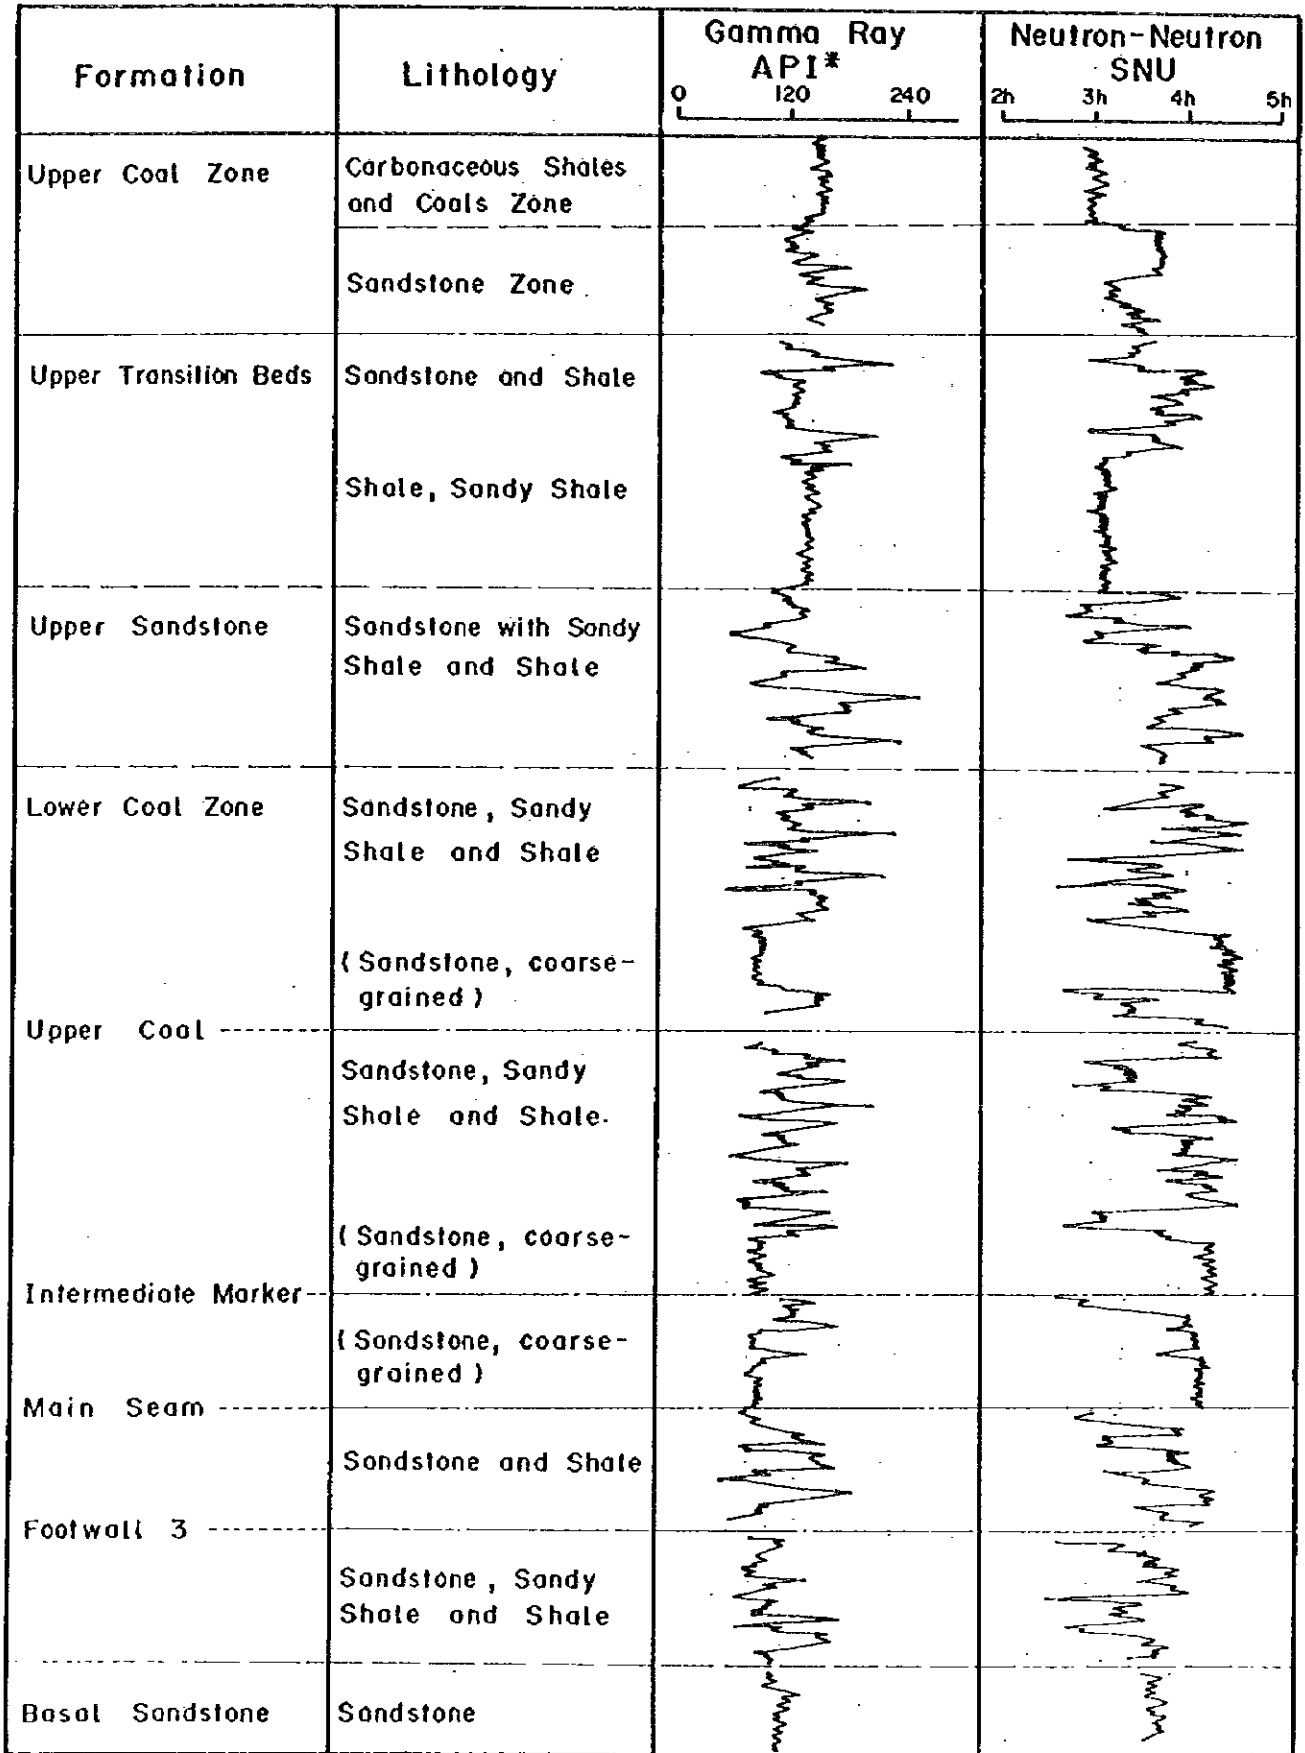 Formation
Lithology
Gamma Ray
API*
0 120 240
Neutron-Neutron
SNU
2h 3h 4h 5h
Upper Coal Zone
Carbonaceous Shales
and Coals Zone
Sandstone Zone
Upper Transition Beds
Sandstone and Shale
Shale, Sandy Shale
Upper Sandstone
Sandstone with Sandy
Shale and Shale
Lower Coal Zone
Sandstone, Sandy
Shale and Shale
(Sandstone, coarse-
grained)
Upper Coal
Sandstone, Sandy
Shale and Shale.
(Sandstone, coarse-
grained)
Intermediate Marker
(Sandstone, coarse-
grained)
Main Seam
Sandstone and Shale
Footwall 3
Sandstone, Sandy
Shale and Shale
Basal Sandstone
Sandstone